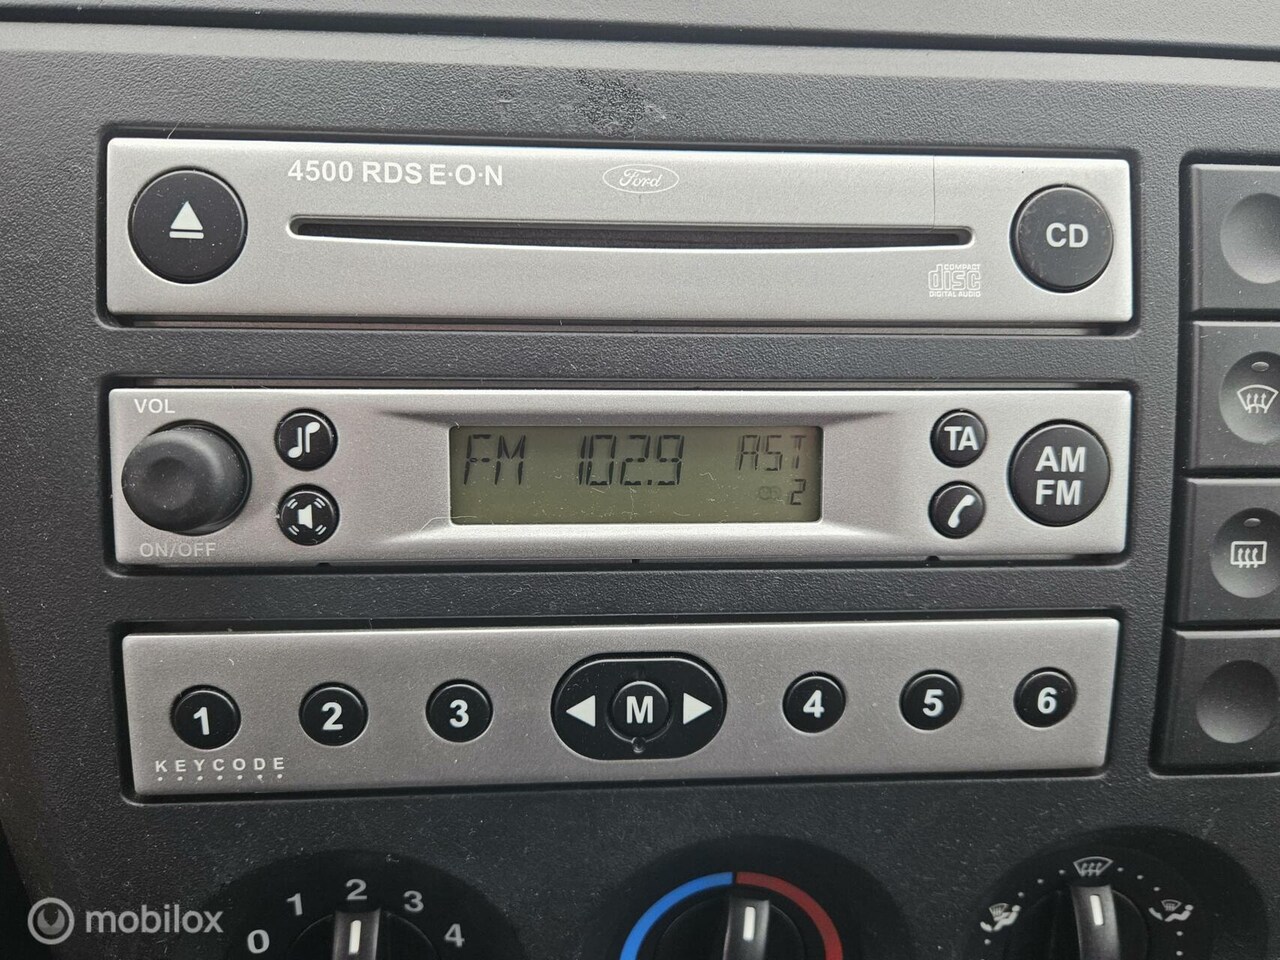 4500 RDS E·O·N
Ford
CD
COMPACT
disc
DIGITAL AUDIO
VOL
ON/OFF
FM 102.9 AST
2
TA
AM
FM
1 2 3 M 4 5 6
KEYCODE
0 1 2 3 4
mobilox